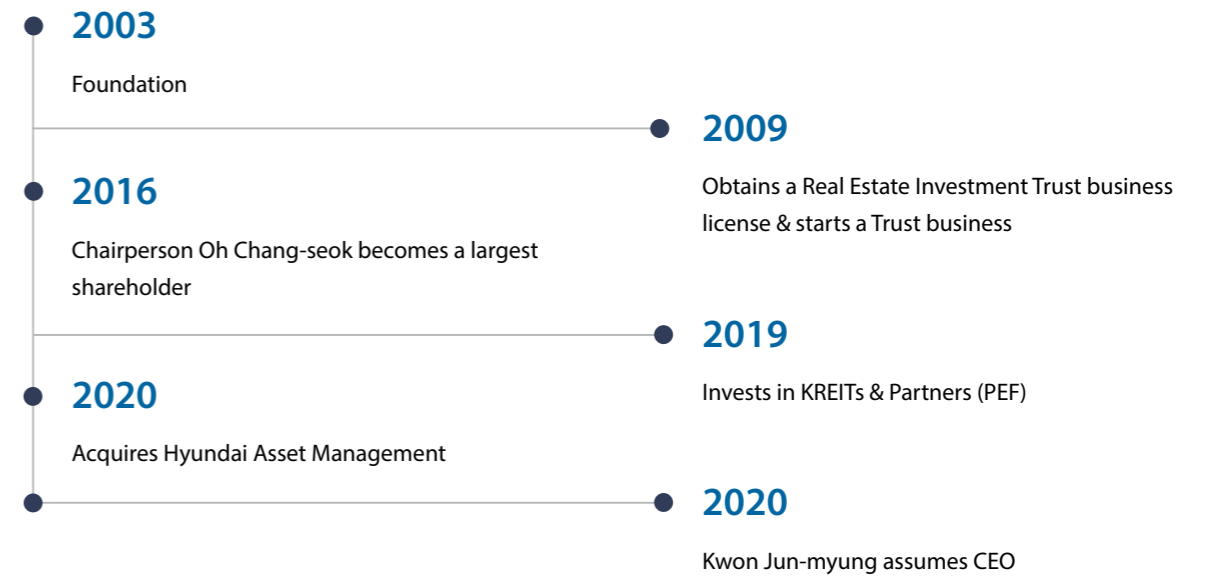 2003
Foundation
2009
Obtains a Real Estate Investment Trust business
license & starts a Trust business
2016
Chairperson Oh Chang-seok becomes a largest
shareholder
2019
Invests in KREITs & Partners (PEF)
2020
Acquires Hyundai Asset Management
2020
Kwon Jun-myung assumes CEO